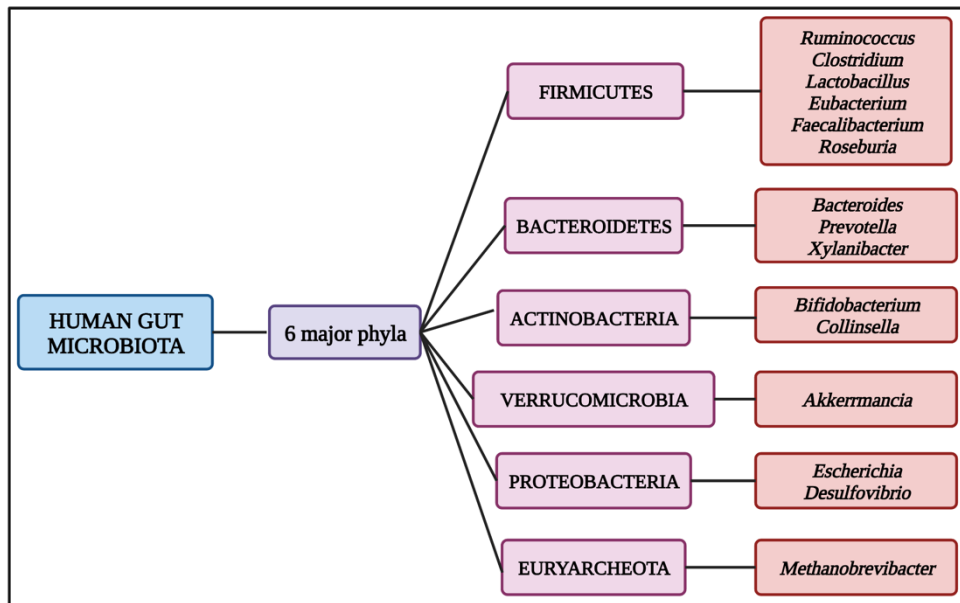 HUMAN GUT
MICROBIOTA
6 major phyla
FIRMICUTES
Ruminococcus
Clostridium
Lactobacillus
Eubacterium
Faecalibacterium
Roseburia
BACTEROIDETES
Bacteroides
Prevotella
Xylanibacter
ACTINOBACTERIA
Bifidobacterium
Collinsella
VERRUCOMICROBIA
Akkerrmancia
PROTEOBACTERIA
Escherichia
Desulfovibrio
EURYARCHEOTA
Methanobrevibacter